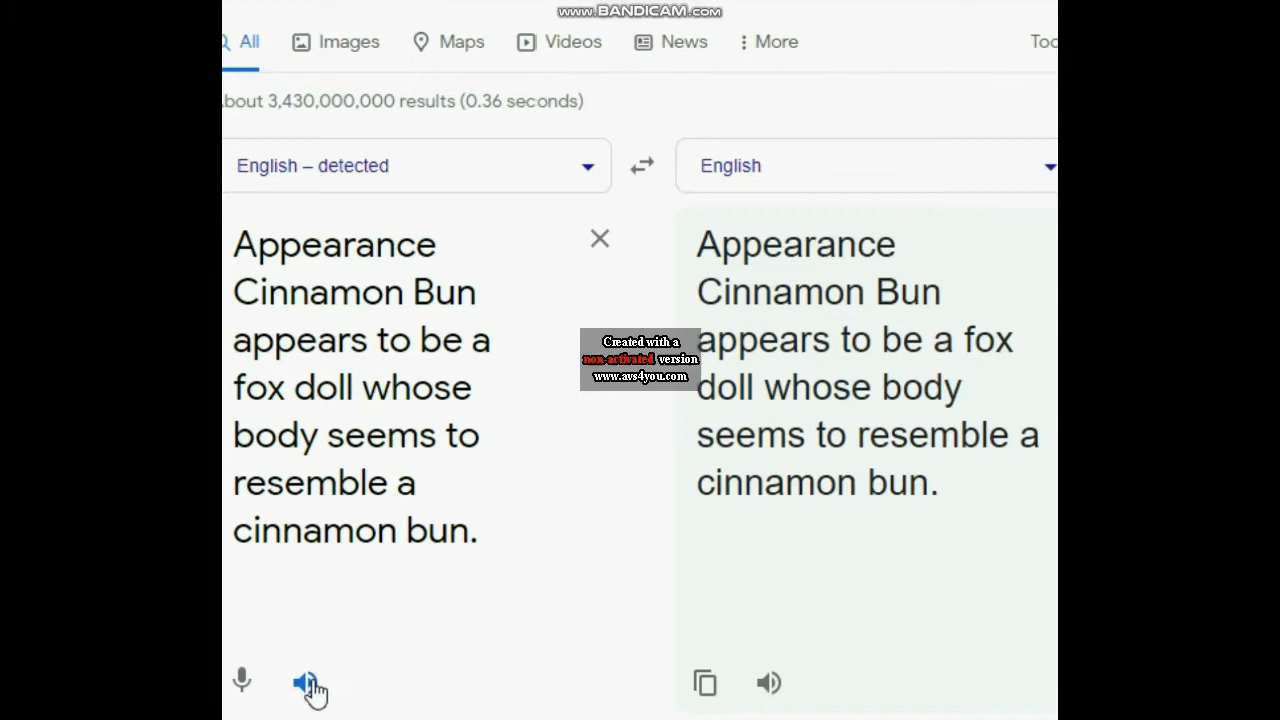 www.BANDICAM.com
All Images Maps Videos News More
3,430,000,000 results (0.36 seconds)
English – detected
English
Appearance
Cinnamon Bun
appears to be a
fox doll whose
body seems to
resemble a
cinnamon bun.
Appearance
Cinnamon Bun
appears to be a fox
doll whose body
seems to resemble a
cinnamon bun.
Created with a
non-activated version
www.avs4you.com